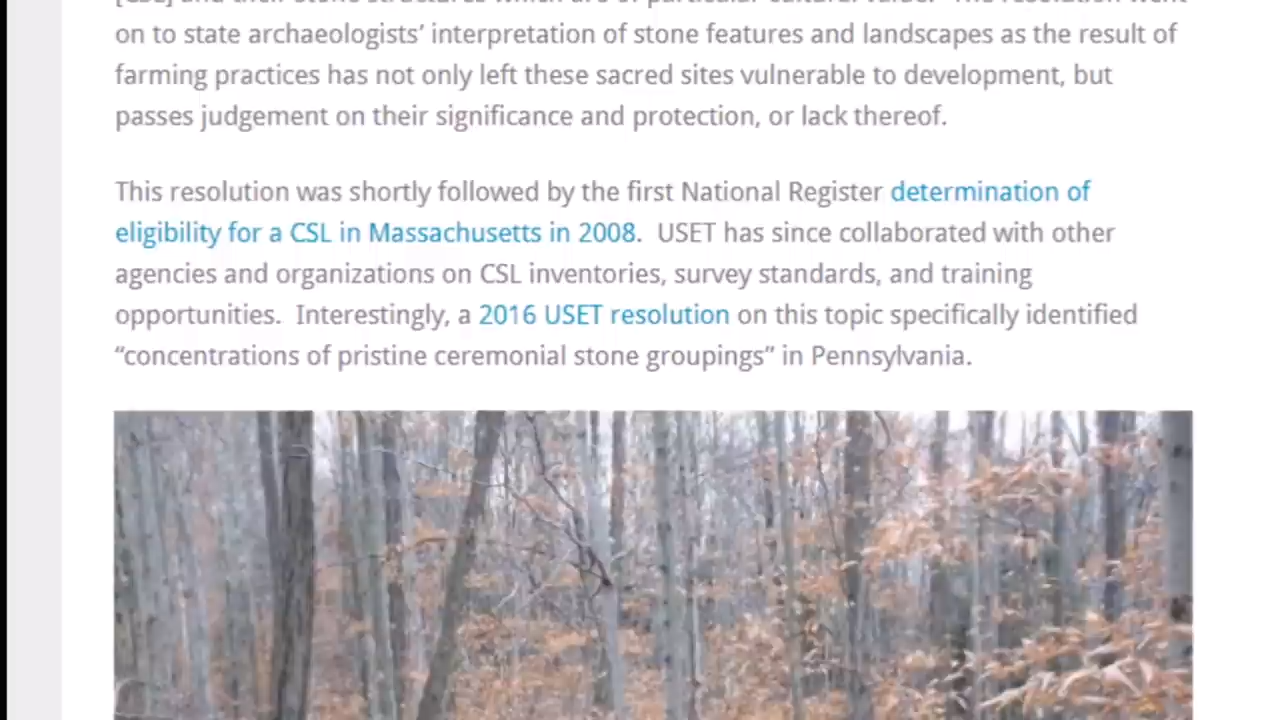 on to state archaeologists’ interpretation of stone features and landscapes as the result of
farming practices has not only left these sacred sites vulnerable to development, but
passes judgement on their significance and protection, or lack thereof.
This resolution was shortly followed by the first National Register determination of
eligibility for a CSL in Massachusetts in 2008.  USET has since collaborated with other
agencies and organizations on CSL inventories, survey standards, and training
opportunities.  Interestingly, a 2016 USET resolution on this topic specifically identified
“concentrations of pristine ceremonial stone groupings” in Pennsylvania.